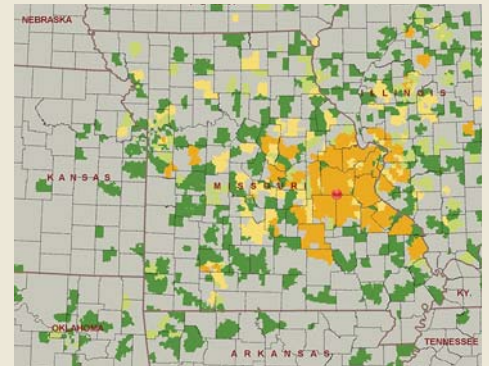 NEBRASKA
ILLINOIS
KANSAS
MISSOURI
KY.
OKLAHOMA
TENNESSEE
ARKANSAS